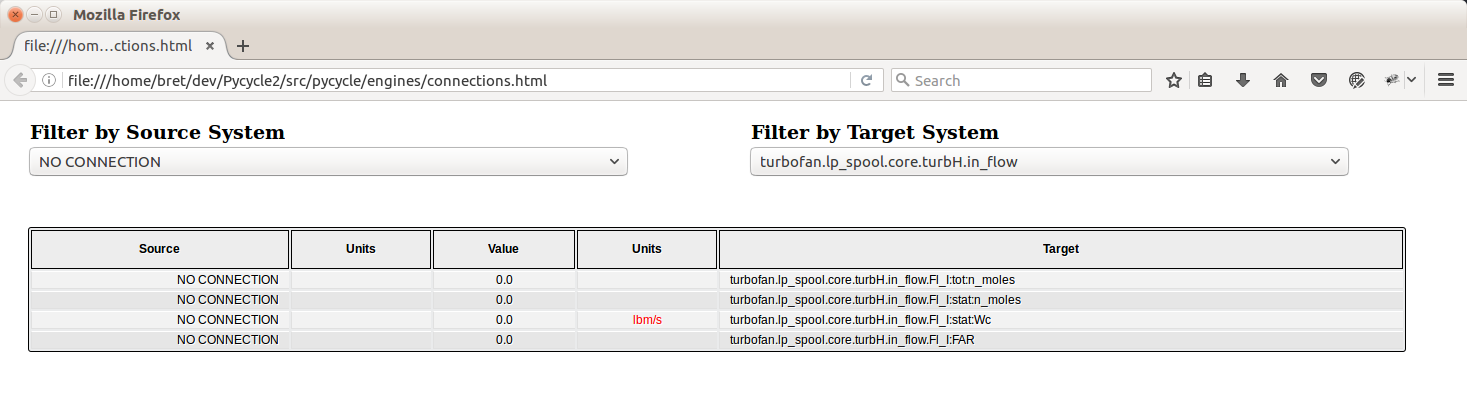 Mozilla Firefox
file:///hom…ctions.html
file:///home/bret/dev/Pycycle2/src/pycycle/engines/connections.html
Search
Filter by Source System
Filter by Target System
NO CONNECTION
turbofan.lp_spool.core.turbH.in_flow
Source Units Value Units Target
NO CONNECTION 0.0 turbofan.lp_spool.core.turbH.in_flow.Fl_I:tot:n_moles
NO CONNECTION 0.0 turbofan.lp_spool.core.turbH.in_flow.Fl_I:stat:n_moles
NO CONNECTION 0.0 lbm/s turbofan.lp_spool.core.turbH.in_flow.Fl_I:stat:Wc
NO CONNECTION 0.0 turbofan.lp_spool.core.turbH.in_flow.Fl_I:FAR